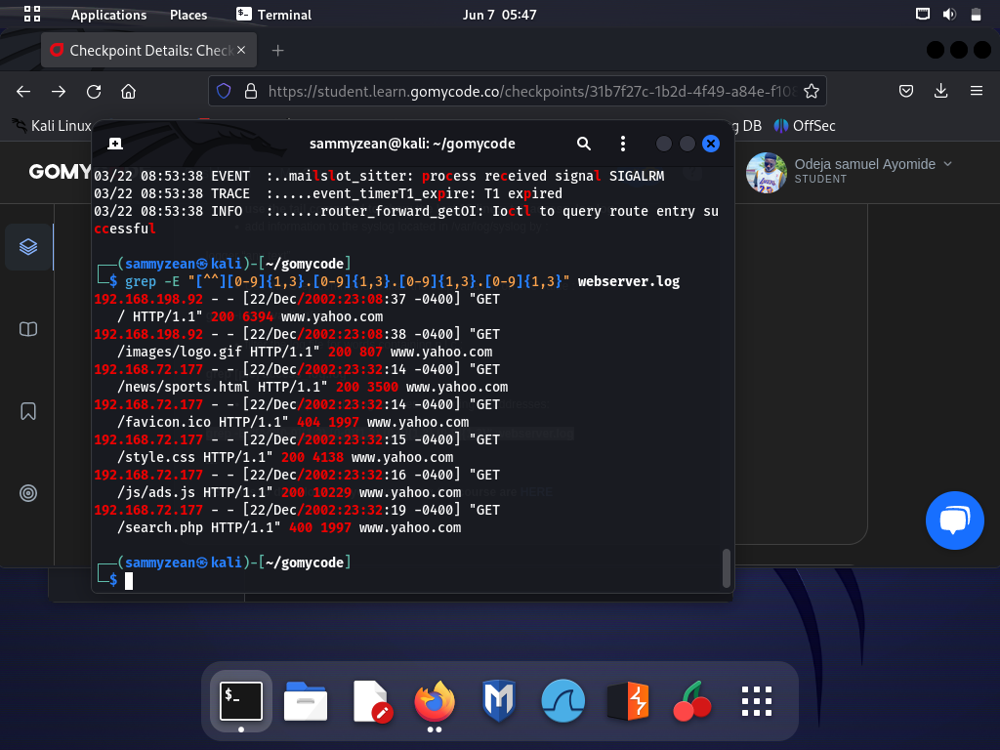 Applications Places Terminal Jun 7 05:47
Checkpoint Details: Check
https://student.learn.gomycode.co/checkpoints/31b7f27c-1b2d-4f49-a84e-f108
Kali Linux
g DB OffSec
sammyzean@kali: ~/gomycode
GOMY
Odeja samuel Ayomide
STUDENT
03/22 08:53:38 EVENT :..mailslot_sitter: process received signal SIGALRM
03/22 08:53:38 TRACE :.....event_timerT1_expire: T1 expired
03/22 08:53:38 INFO :......router_forward_getOI: Ioctl to query route entry su
ccessful
(sammyzean㉿kali)-[~/gomycode]
$ grep -E "[^^][0-9]{1,3}.[0-9]{1,3}.[0-9]{1,3}.[0-9]{1,3}" webserver.log
192.168.198.92 - - [22/Dec/2002:23:08:37 -0400] "GET
/ HTTP/1.1" 200 6394 www.yahoo.com
192.168.198.92 - - [22/Dec/2002:23:08:38 -0400] "GET
/images/logo.gif HTTP/1.1" 200 807 www.yahoo.com
192.168.72.177 - - [22/Dec/2002:23:32:14 -0400] "GET
/news/sports.html HTTP/1.1" 200 3500 www.yahoo.com
192.168.72.177 - - [22/Dec/2002:23:32:14 -0400] "GET
/favicon.ico HTTP/1.1" 404 1997 www.yahoo.com
192.168.72.177 - - [22/Dec/2002:23:32:15 -0400] "GET
/style.css HTTP/1.1" 200 4138 www.yahoo.com
192.168.72.177 - - [22/Dec/2002:23:32:16 -0400] "GET
/js/ads.js HTTP/1.1" 200 10229 www.yahoo.com
192.168.72.177 - - [22/Dec/2002:23:32:19 -0400] "GET
/search.php HTTP/1.1" 400 1997 www.yahoo.com
(sammyzean㉿kali)-[~/gomycode]
$